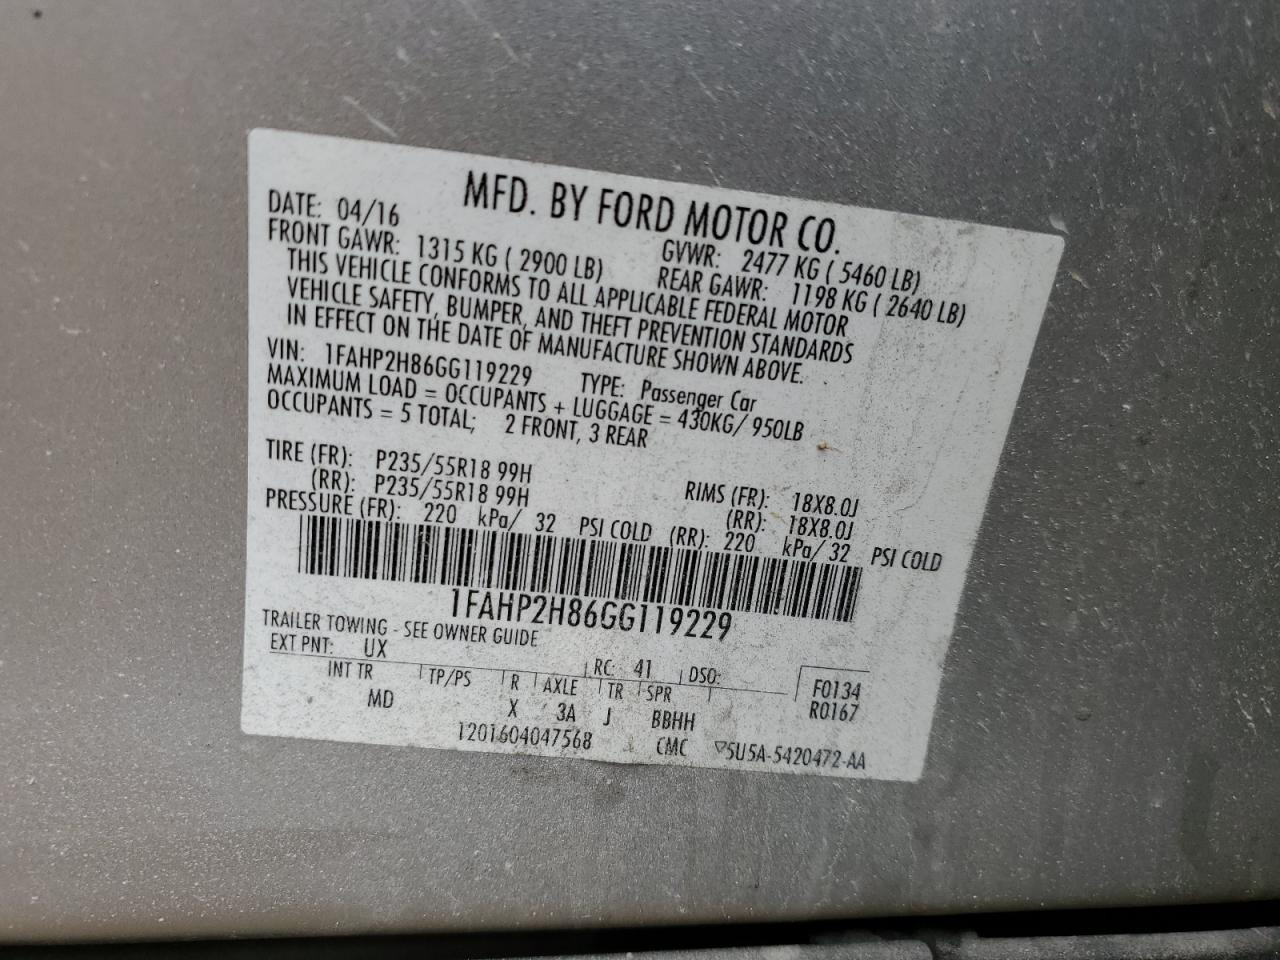 MFD. BY FORD MOTOR CO.
DATE: 04/16 GVWR: 2477 KG ( 5460 LB)
FRONT GAWR: 1315 KG ( 2900 LB) REAR GAWR: 1198 KG ( 2640 LB)
THIS VEHICLE CONFORMS TO ALL APPLICABLE FEDERAL MOTOR
VEHICLE SAFETY, BUMPER, AND THEFT PREVENTION STANDARDS
IN EFFECT ON THE DATE OF MANUFACTURE SHOWN ABOVE.
VIN: 1FAHP2H86GG119229 TYPE: Passenger Car
MAXIMUM LOAD = OCCUPANTS + LUGGAGE = 430KG/ 950LB
OCCUPANTS = 5 TOTAL; 2 FRONT, 3 REAR
TIRE (FR): P235/55R18 99H RIMS (FR): 18X8.0J
(RR): P235/55R18 99H (RR): 18X8.0J
PRESSURE (FR): 220 kPa/ 32 PSI COLD (RR): 220 kPa/ 32 PSI COLD
1FAHP2H86GG119229
TRAILER TOWING - SEE OWNER GUIDE
EXT PNT: UX RC: 41 DSO: F0134
INT TR TP/PS R AXLE TR SPR R0167
MD X 3A J BBHH
1201604047568 CMC ▽5U5A-5420472-AA